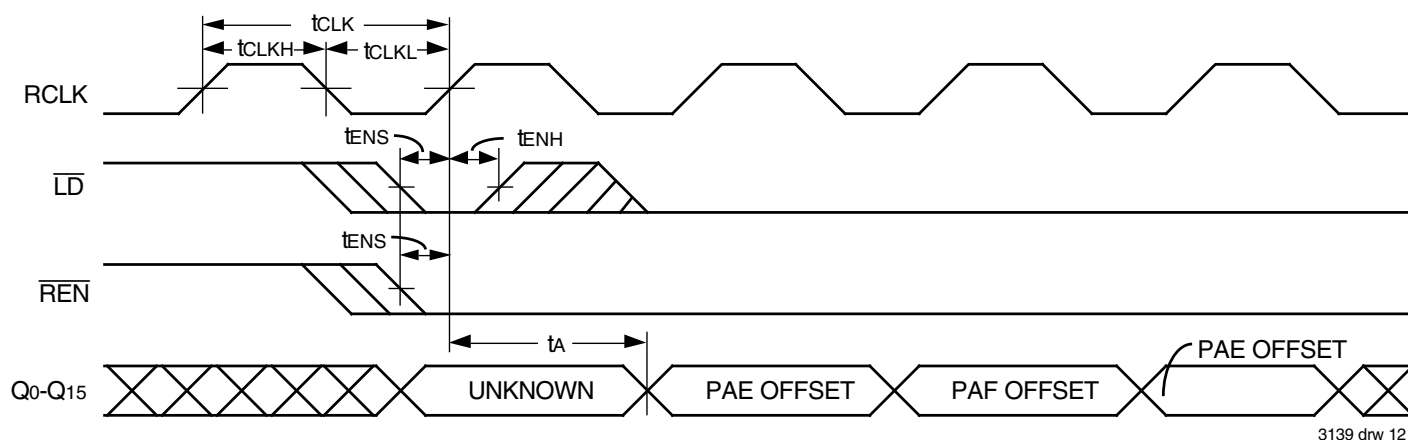 tCLK
tCLKH
tCLKL
RCLK
tENS
tENH
LD
tENS
REN
tA
PAE OFFSET
Q0-Q15
UNKNOWN
PAE OFFSET
PAF OFFSET
3139 drw 12